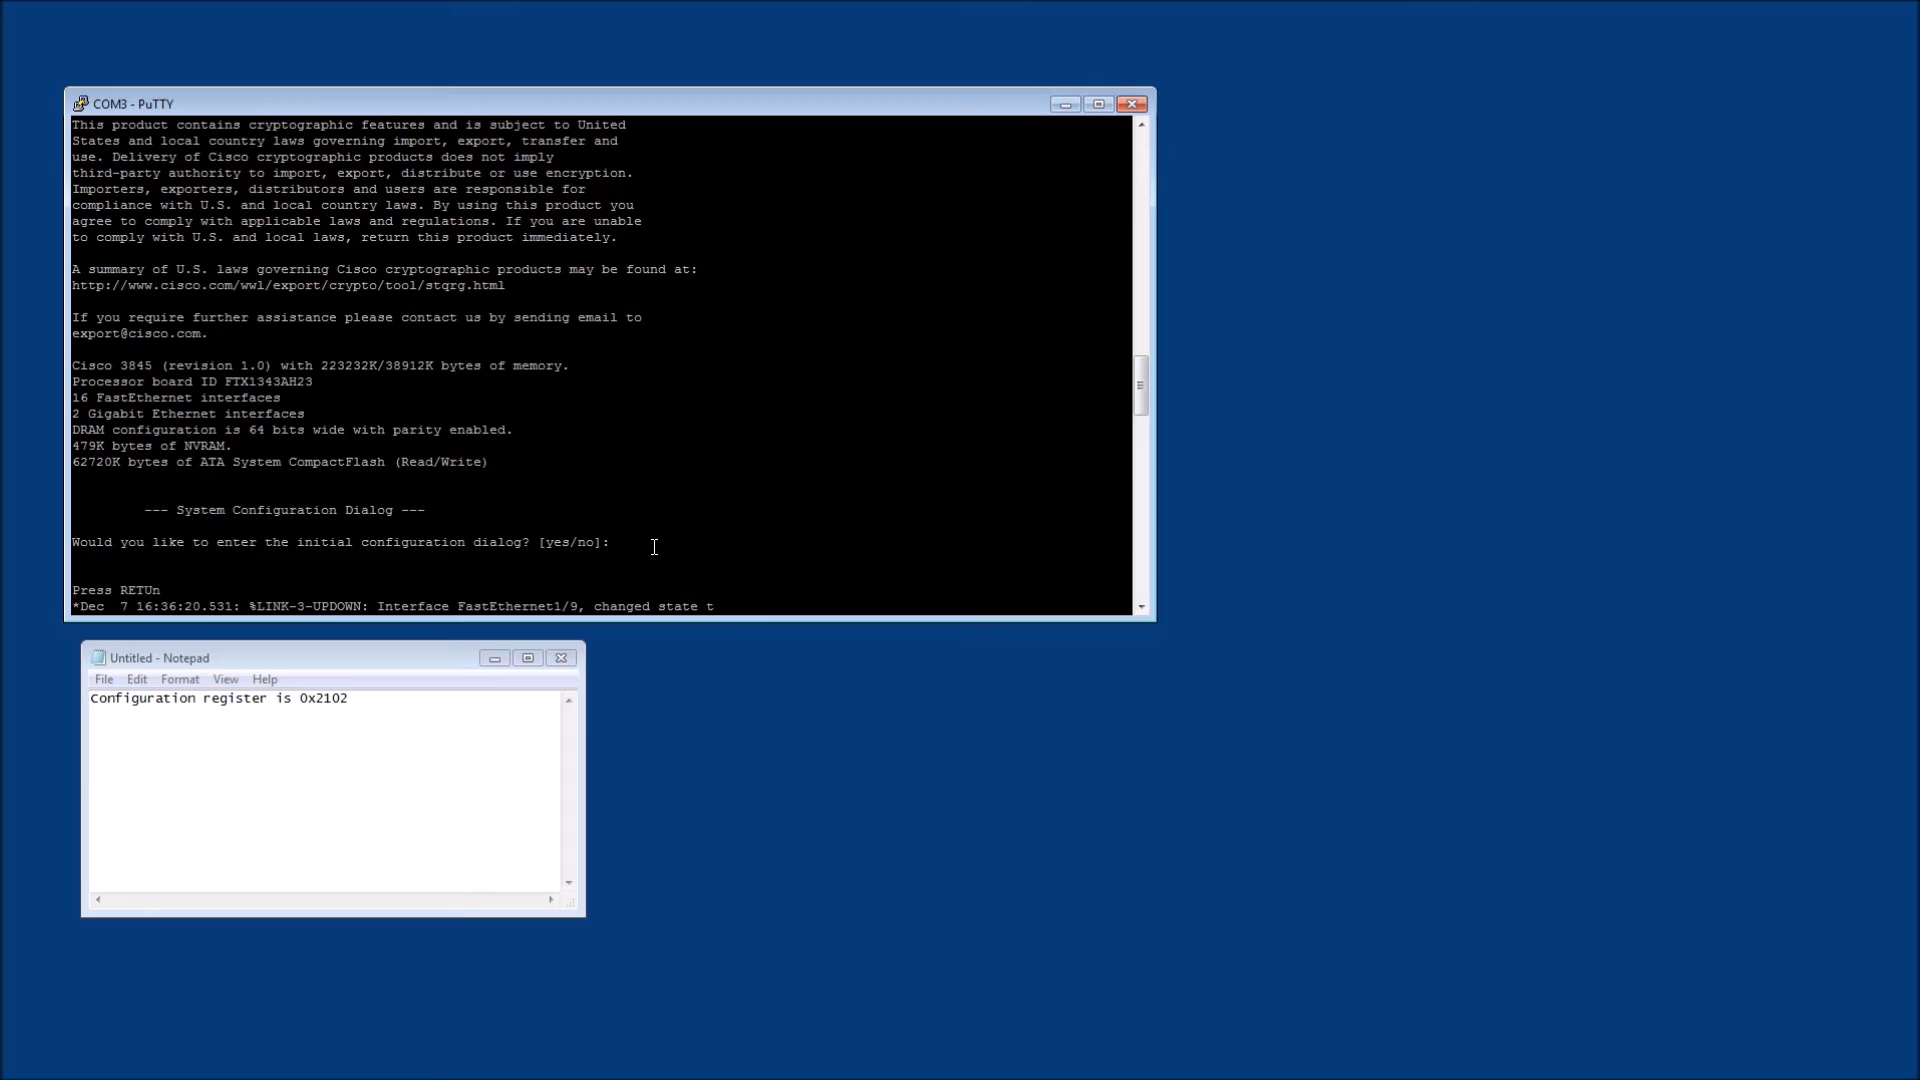 COM3 - PuTTY
This product contains cryptographic features and is subject to United
States and local country laws governing import, export, transfer and
use. Delivery of Cisco cryptographic products does not imply
third-party authority to import, export, distribute or use encryption.
Importers, exporters, distributors and users are responsible for
compliance with U.S. and local country laws. By using this product you
agree to comply with applicable laws and regulations. If you are unable
to comply with U.S. and local laws, return this product immediately.
A summary of U.S. laws governing Cisco cryptographic products may be found at:
http://www.cisco.com/wwl/export/crypto/tool/stqrg.html
If you require further assistance please contact us by sending email to
export@cisco.com.
Cisco 3845 (revision 1.0) with 223232K/38912K bytes of memory.
Processor board ID FTX1343AH23
16 FastEthernet interfaces
2 Gigabit Ethernet interfaces
DRAM configuration is 64 bits wide with parity enabled.
479K bytes of NVRAM.
62720K bytes of ATA System CompactFlash (Read/Write)
--- System Configuration Dialog ---
Would you like to enter the initial configuration dialog? [yes/no]:
Press RETUn
*Dec  7 16:36:20.531: %LINK-3-UPDOWN: Interface FastEthernet1/9, changed state t
Untitled - Notepad
File Edit Format View Help
Configuration register is 0x2102